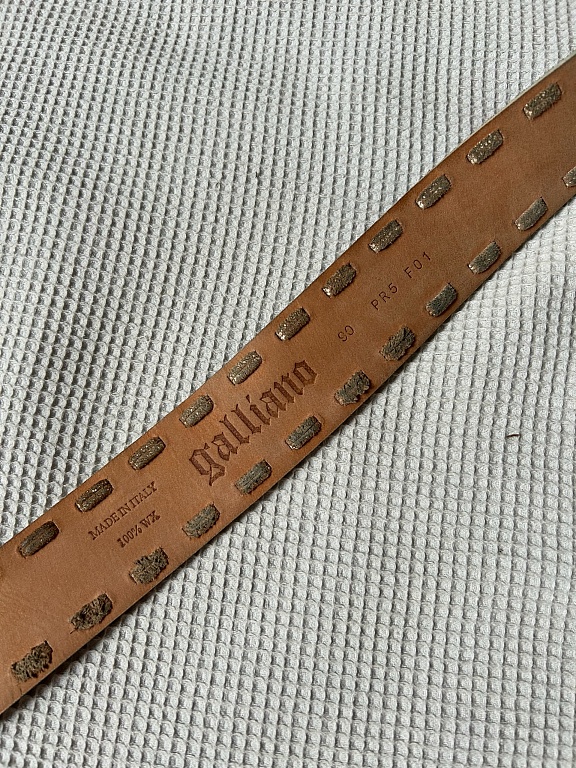 MADE IN ITALY
100% WX
galliano
90 PR5 F01